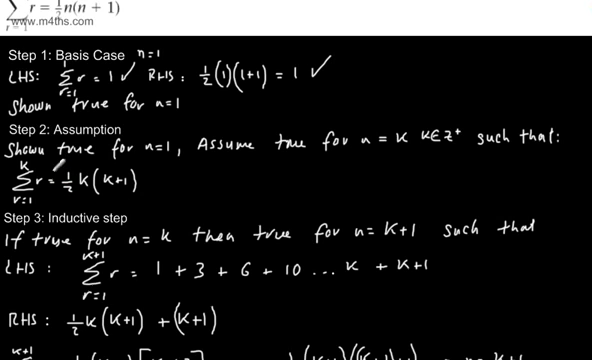 ∑ r = ½n(n + 1)
r=1
www.m4ths.com
Step 1: Basis Case n=1
LHS: ∑_{r=1}^{1} r = 1 ✓ RHS: ½(1)(1+1) = 1 ✓
Shown true for n=1
Step 2: Assumption
Shown true for n=1, Assume true for n=k k∈Z⁺ such that:
∑_{r=1}^{k} r = ½k(k+1)
Step 3: Inductive step
If true for n=k then true for n=k+1 such that
LHS: ∑_{r=1}^{k+1} r = 1 + 3 + 6 + 10 ... k + k+1
RHS: ½k(k+1) + (k+1)
k+1